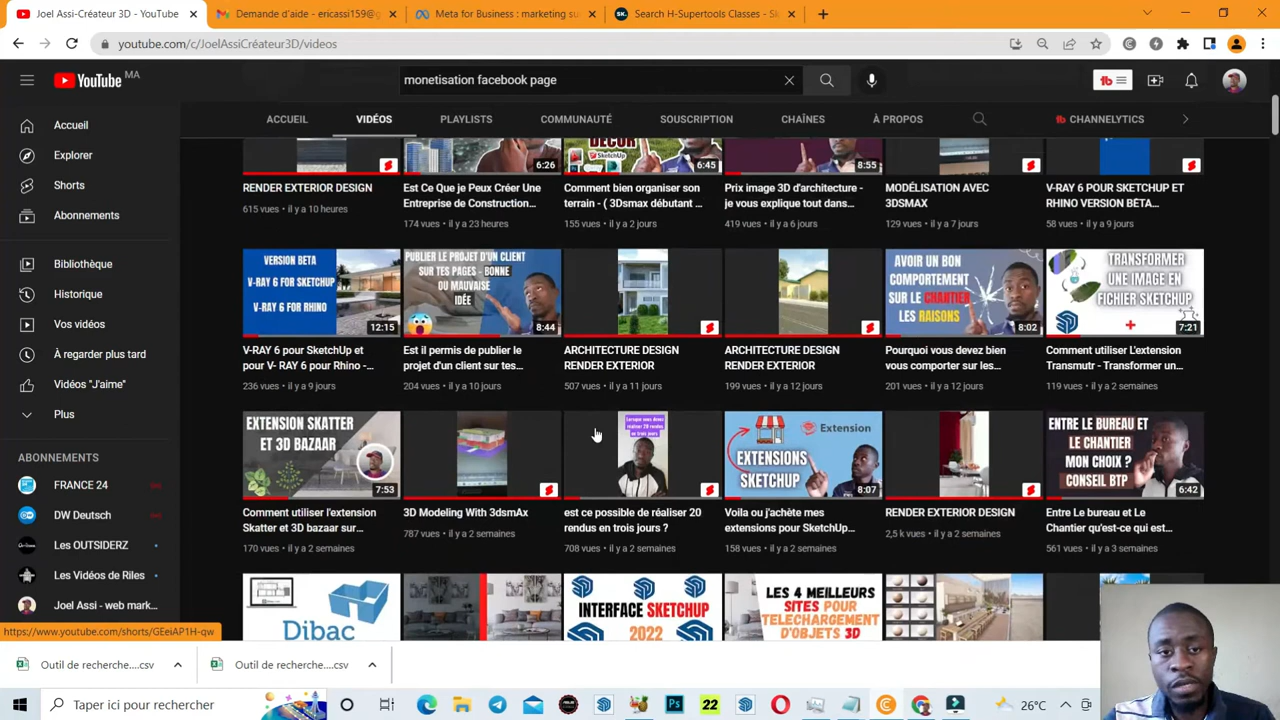 Joel Assi-Créateur 3D - YouTube
Demande d'aide - ericassi159@g
Meta for Business : marketing su
Search H-Supertools Classes - Sk
youtube.com/c/JoelAssiCréateur3D/videos
YouTube MA
monetisation facebook page
ACCUEIL VIDÉOS PLAYLISTS COMMUNAUTÉ SOUSCRIPTION CHAÎNES À PROPOS CHANNELYTICS
Accueil
Explorer
Shorts
Abonnements
Bibliothèque
Historique
Vos vidéos
À regarder plus tard
Vidéos "J'aime"
Plus
ABONNEMENTS
FRANCE 24
DW Deutsch
Les OUTSIDERZ
Les Vidéos de Riles
Joel Assi - web mark...
DECOR
SketchUp
6:26
6:45
8:55
RENDER EXTERIOR DESIGN
615 vues • il y a 10 heures
Est Ce Que je Peux Créer Une
Entreprise de Construction...
174 vues • il y a 23 heures
Comment bien organiser son
terrain - ( 3Dsmax débutant ...
155 vues • il y a 2 jours
Prix image 3D d'architecture -
je vous explique tout dans...
419 vues • il y a 6 jours
MODÉLISATION AVEC
3DSMAX
129 vues • il y a 7 jours
V-RAY 6 POUR SKETCHUP ET
RHINO VERSION BETA...
58 vues • il y a 9 jours
VERSION BETA
V-RAY 6 FOR SKETCHUP
V-RAY 6 FOR RHINO
12:15
PUBLIER LE PROJET D'UN CLIENT
SUR TES PAGES - BONNE
OU MAUVAISE
IDÉE
8:44
AVOIR UN BON
COMPORTEMENT
SUR LE CHANTIER
LES RAISONS
8:02
TRANSFORMER
UNE IMAGE EN
FICHIER SKETCHUP
7:21
V-RAY 6 pour SketchUp et
pour V- RAY 6 pour Rhino -...
236 vues • il y a 9 jours
Est il permis de publier le
projet d'un client sur tes...
204 vues • il y a 10 jours
ARCHITECTURE DESIGN
RENDER EXTERIOR
507 vues • il y a 11 jours
ARCHITECTURE DESIGN
RENDER EXTERIOR
199 vues • il y a 12 jours
Pourquoi vous devez bien
vous comporter sur les...
201 vues • il y a 12 jours
Comment utiliser L'extension
Transmutr - Transformer un...
119 vues • il y a 2 semaines
EXTENSION SKATTER
ET 3D BAZAAR
7:53
Lorsque vous devez
réaliser 20 rendus
en trois jours ?
Extension
EXTENSIONS
SKETCHUP
8:07
ENTRE LE BUREAU ET
LE CHANTIER
MON CHOIX ?
CONSEIL BTP
6:42
Comment utiliser l'extension
Skatter et 3D bazaar sur...
170 vues • il y a 2 semaines
3D Modeling With 3dsmAx
787 vues • il y a 2 semaines
est ce possible de réaliser 20
rendus en trois jours ?
708 vues • il y a 2 semaines
Voila ou j'achète mes
extensions pour SketchUp...
158 vues • il y a 2 semaines
RENDER EXTERIOR DESIGN
2,5 k vues • il y a 2 semaines
Entre Le bureau et Le
Chantier qu'est-ce qui est...
561 vues • il y a 3 semaines
Dibac
INTERFACE SKETCHUP
2022
LES 4 MEILLEURS
SITES POUR
TELECHARGEMENT
D'OBJETS 3D
https://www.youtube.com/shorts/GEeiAP1H-qw
Outil de recherche....csv
Outil de recherche....csv
Taper ici pour rechercher
Ps
22
26°C